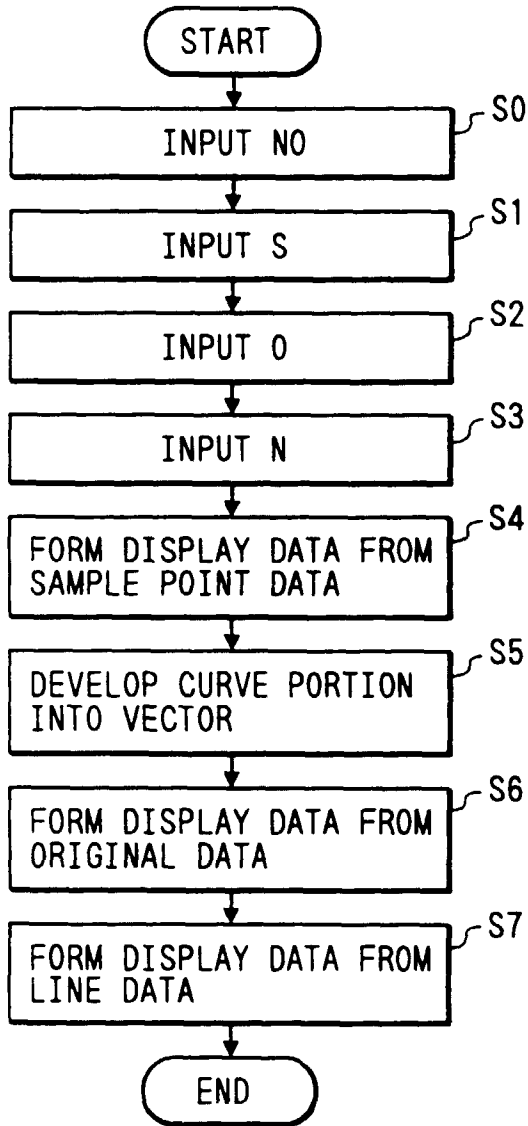 START
INPUT NO
S0
INPUT S
S1
INPUT O
S2
INPUT N
S3
FORM DISPLAY DATA FROM
SAMPLE POINT DATA
S4
DEVELOP CURVE PORTION
INTO VECTOR
S5
FORM DISPLAY DATA FROM
ORIGINAL DATA
S6
FORM DISPLAY DATA FROM
LINE DATA
S7
END